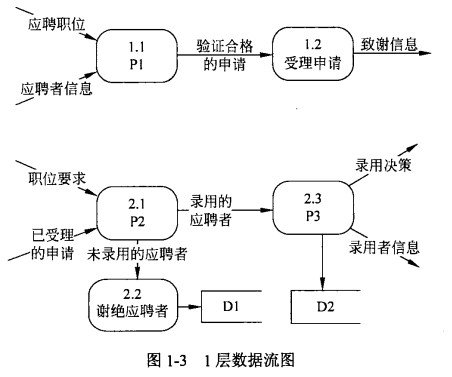 应聘职位
1.1
P1
验证合格
的申请
1.2
受理申请
致谢信息
应聘者信息
职位要求
2.1
P2
录用的
应聘者
2.3
P3
录用决策
已受理
的申请
未录用的应聘者
录用者信息
2.2
谢绝应聘者
D1
D2
图 1-3 1 层数据流图